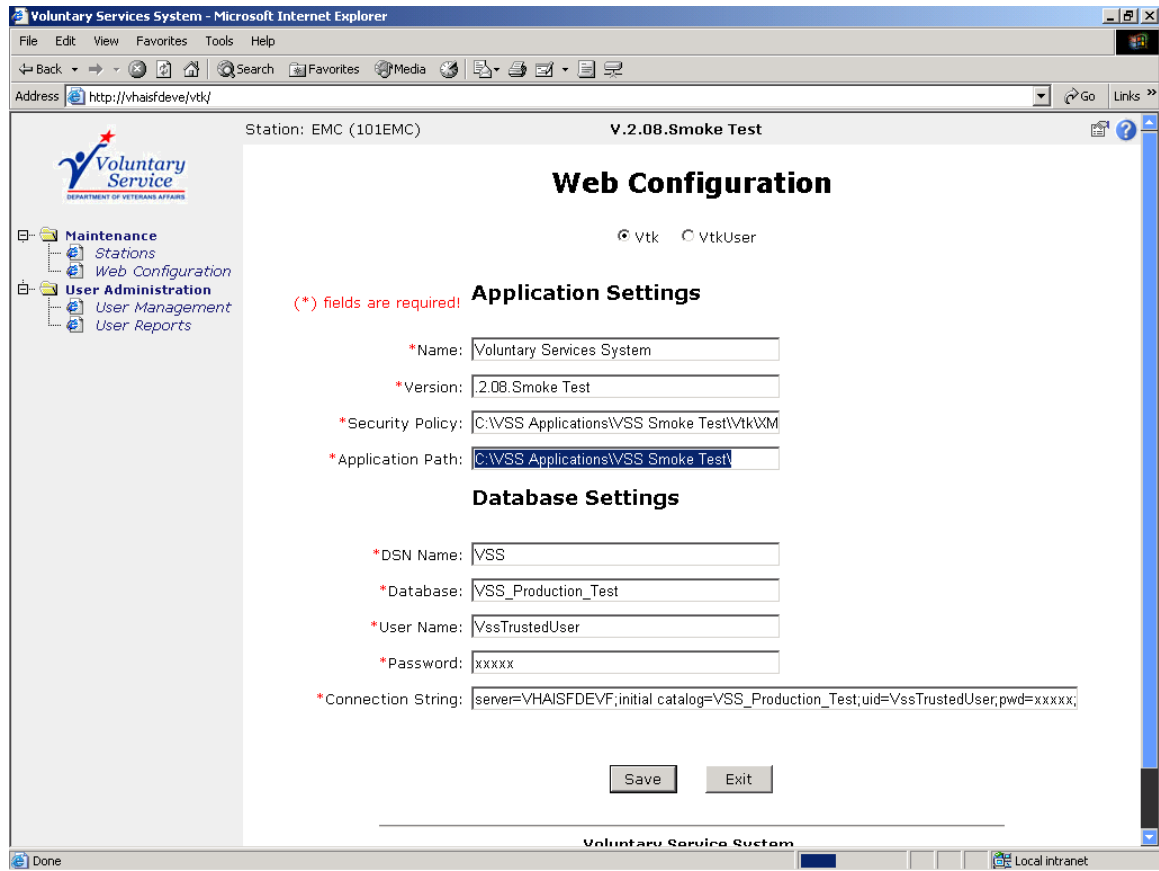 Voluntary Services System - Microsoft Internet Explorer
File Edit View Favorites Tools Help
Back Search Favorites Media
Address http://vhaisfdeve/vtk/ Go Links »
Station: EMC (101EMC) V.2.08.Smoke Test
Voluntary
Service
DEPARTMENT OF VETERANS AFFAIRS
Maintenance
Stations
Web Configuration
User Administration
User Management
User Reports
Web Configuration
Vtk VtkUser
(*) fields are required! Application Settings
*Name: Voluntary Services System
*Version: .2.08.Smoke Test
*Security Policy: C:\VSS Applications\VSS Smoke Test\Vtk\XM
*Application Path: C:\VSS Applications\VSS Smoke Test\
Database Settings
*DSN Name: VSS
*Database: VSS_Production_Test
*User Name: VssTrustedUser
*Password: xxxxx
*Connection String: server=VHAISFDEVF;initial catalog=VSS_Production_Test;uid=VssTrustedUser;pwd=xxxxx;
Save Exit
Voluntary Service System
Done Local intranet